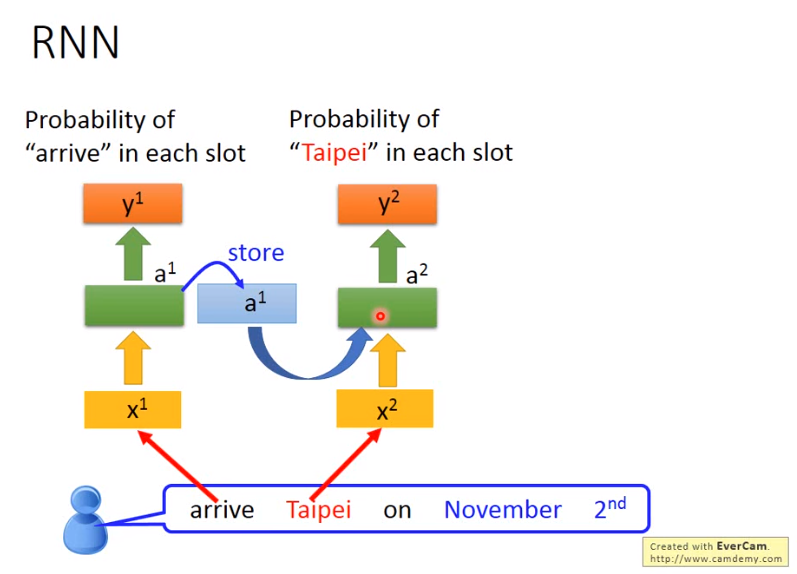 RNN
Probability of
“arrive” in each slot
Probability of
“Taipei” in each slot
y¹
y²
store
a¹
a²
a¹
x¹
x²
arrive Taipei on November 2ⁿᵈ
Created with EverCam.
http://www.camdemy.com